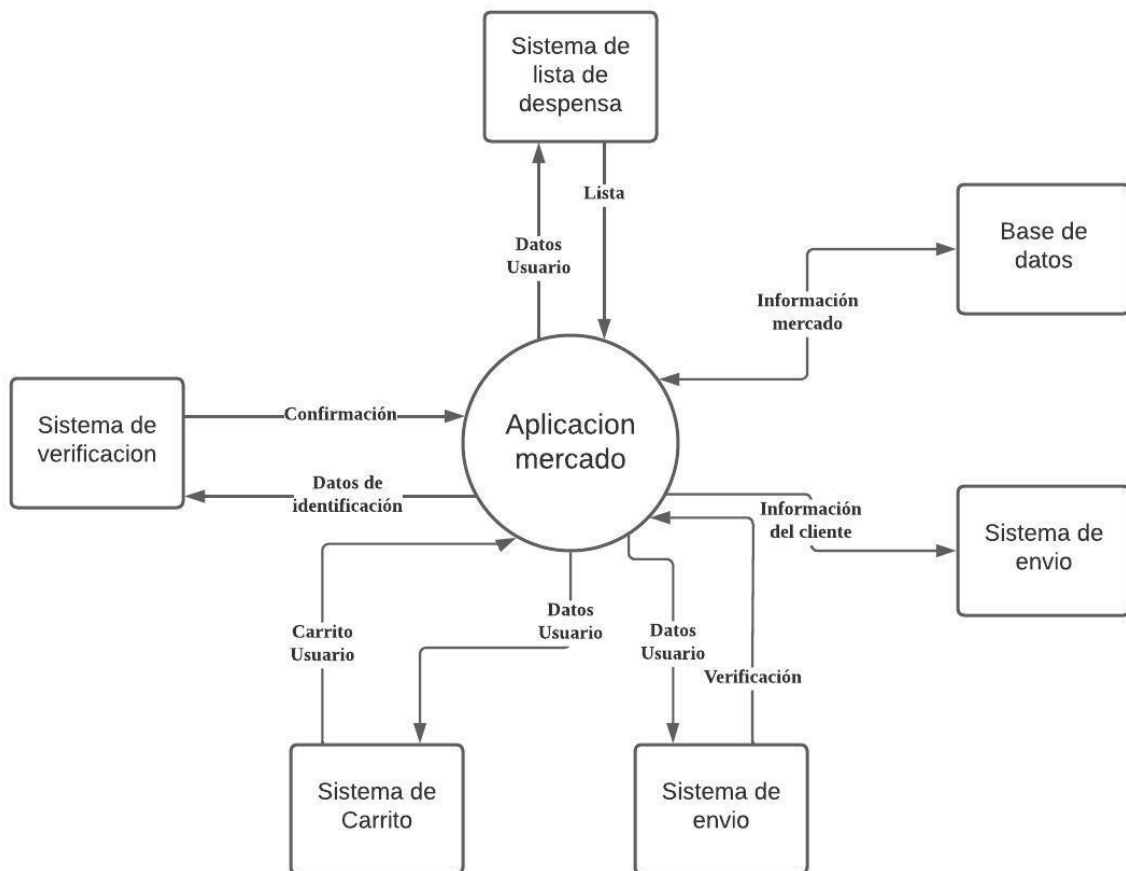 Sistema de
lista de
despensa
Lista
Datos
Usuario
Base de
datos
Información
mercado
Aplicacion
mercado
Sistema de
verificacion
Confirmación
Datos de
identificación
Información
del cliente
Sistema de
envio
Carrito
Usuario
Datos
Usuario
Datos
Usuario
Verificación
Sistema de
Carrito
Sistema de
envio